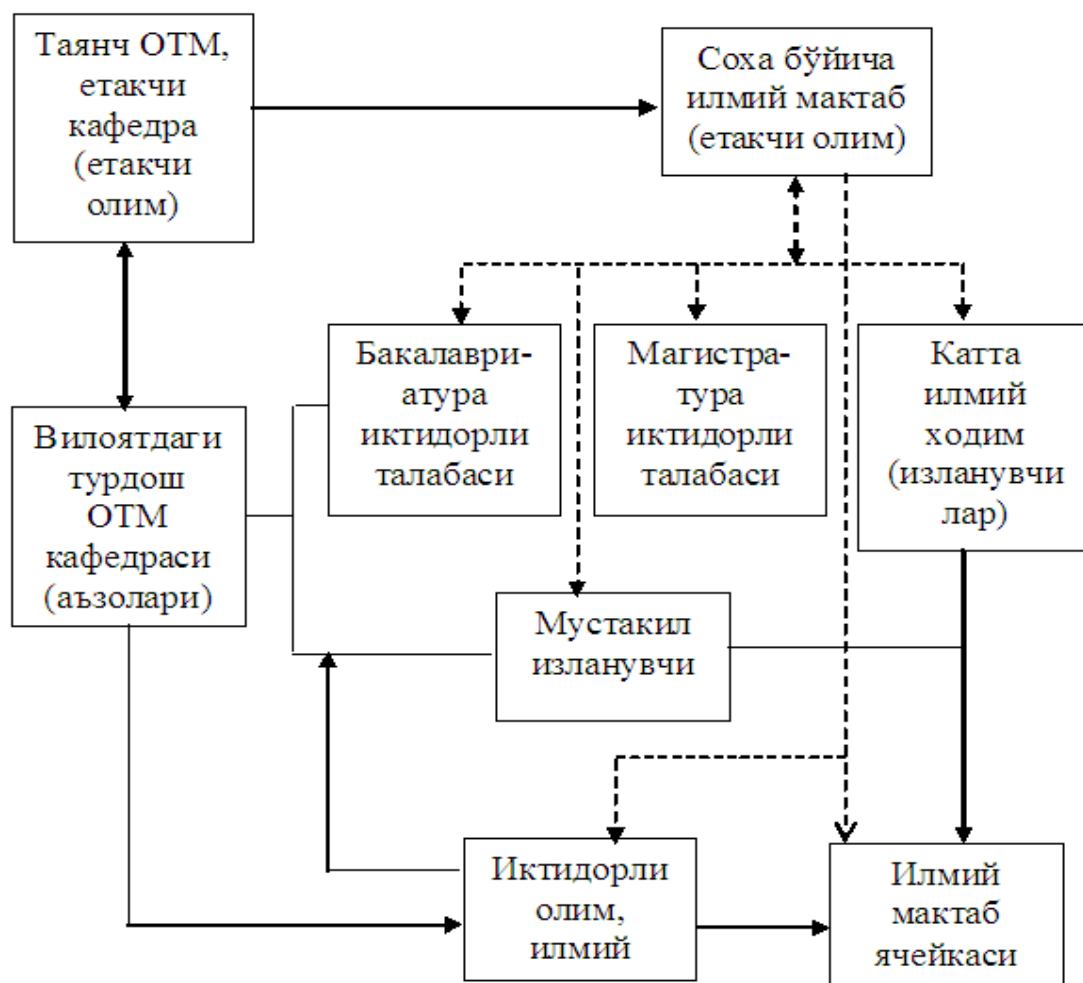 Таянч ОТМ,
етакчи
кафедра
(етакчи
олим)
Соха бўйича
илмий мактаб
(етакчи олим)
Бакалаври-
атура
иктидорли
талабаси
Магистра-
тура
иктидорли
талабаси
Катта
илмий
ходим
(изланувчи
лар)
Вилоятдаги
турдош
ОТМ
кафедраси
(аъзолари)
Мустакил
изланувчи
Иктидорли
олим,
илмий
Илмий
мактаб
ячейкаси